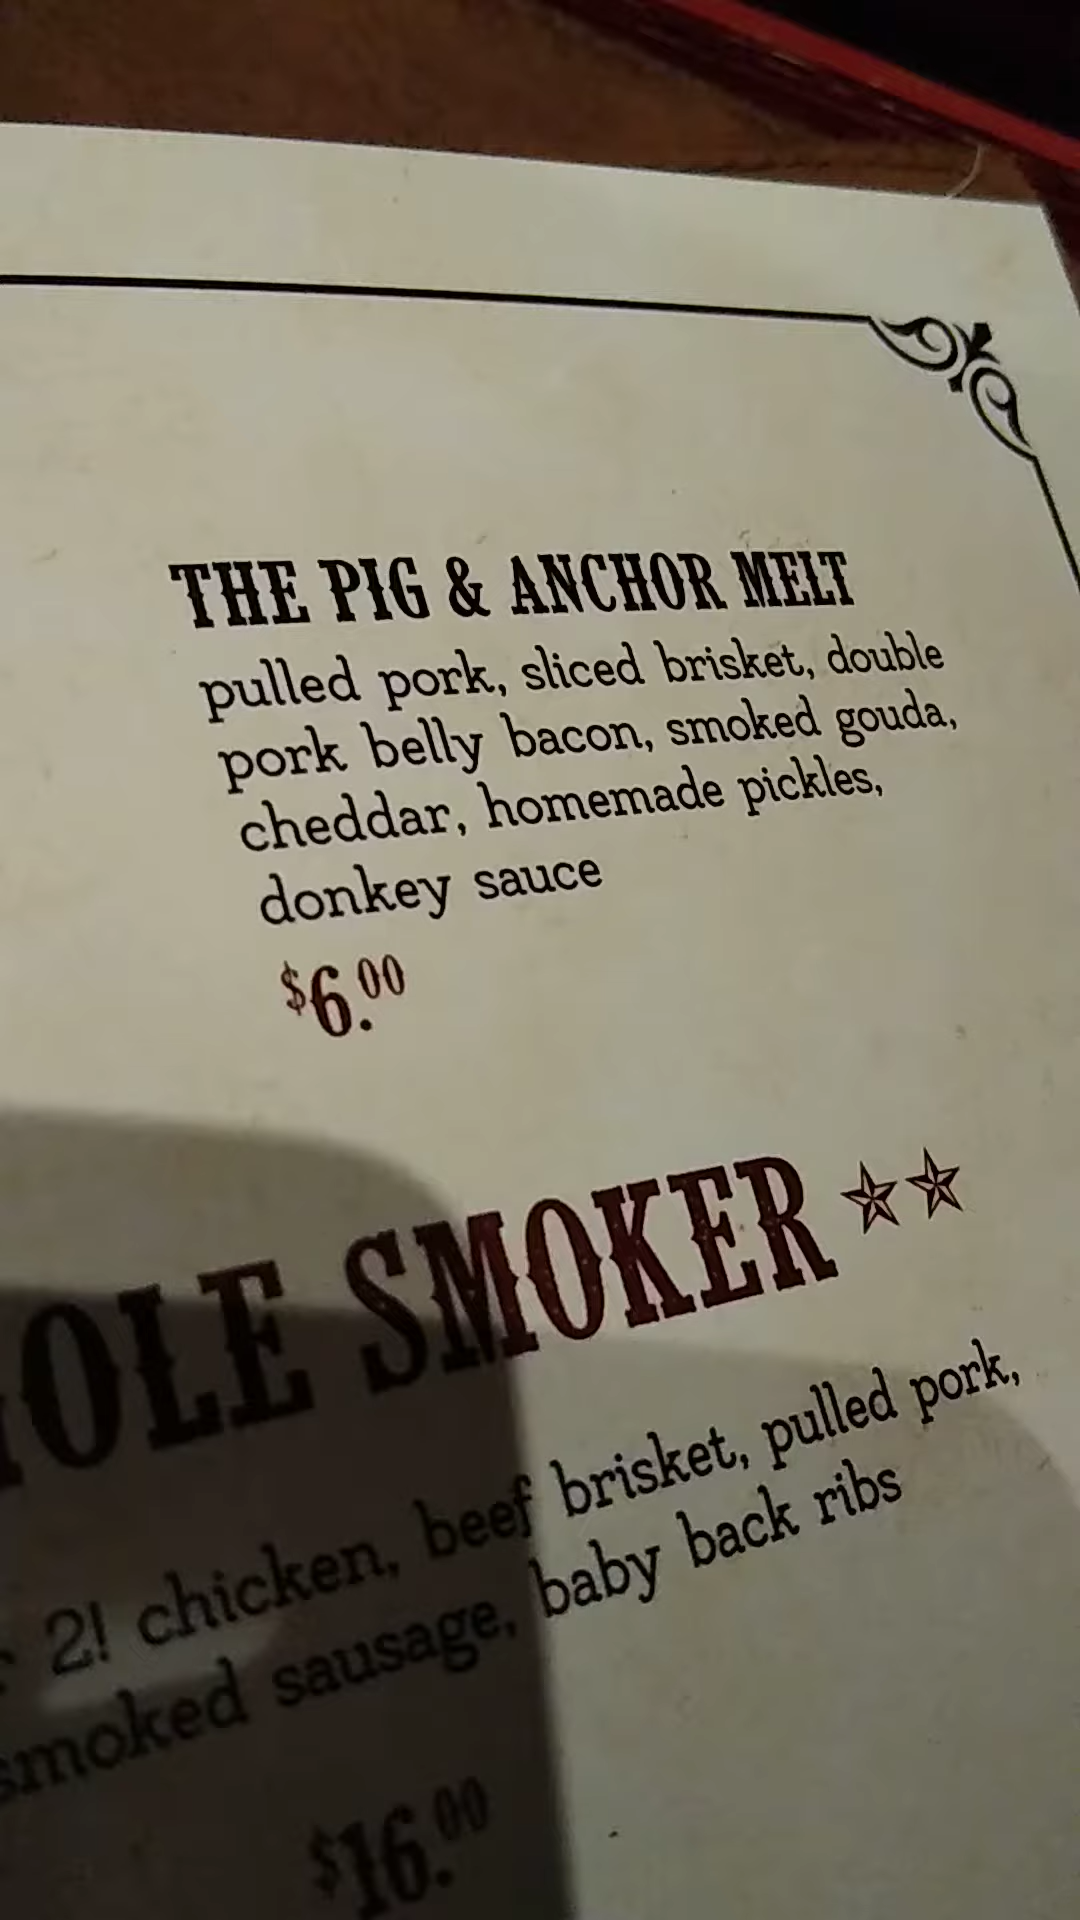 THE PIG & ANCHOR MELT
pulled pork, sliced brisket, double
pork belly bacon, smoked gouda,
cheddar, homemade pickles,
donkey sauce
$6.00
OLE SMOKER
2! chicken, beef brisket, pulled pork,
smoked sausage, baby back ribs
$16.00